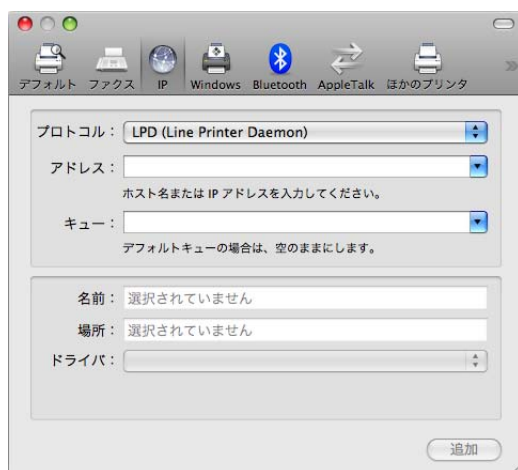 デフォルト ファクス IP Windows Bluetooth AppleTalk ほかのプリンタ
プロトコル： LPD (Line Printer Daemon)
アドレス：
ホスト名または IP アドレスを入力してください。
キュー：
デフォルトキューの場合は、空のままにします。
名前： 選択されていません
場所： 選択されていません
ドライバ：
追加